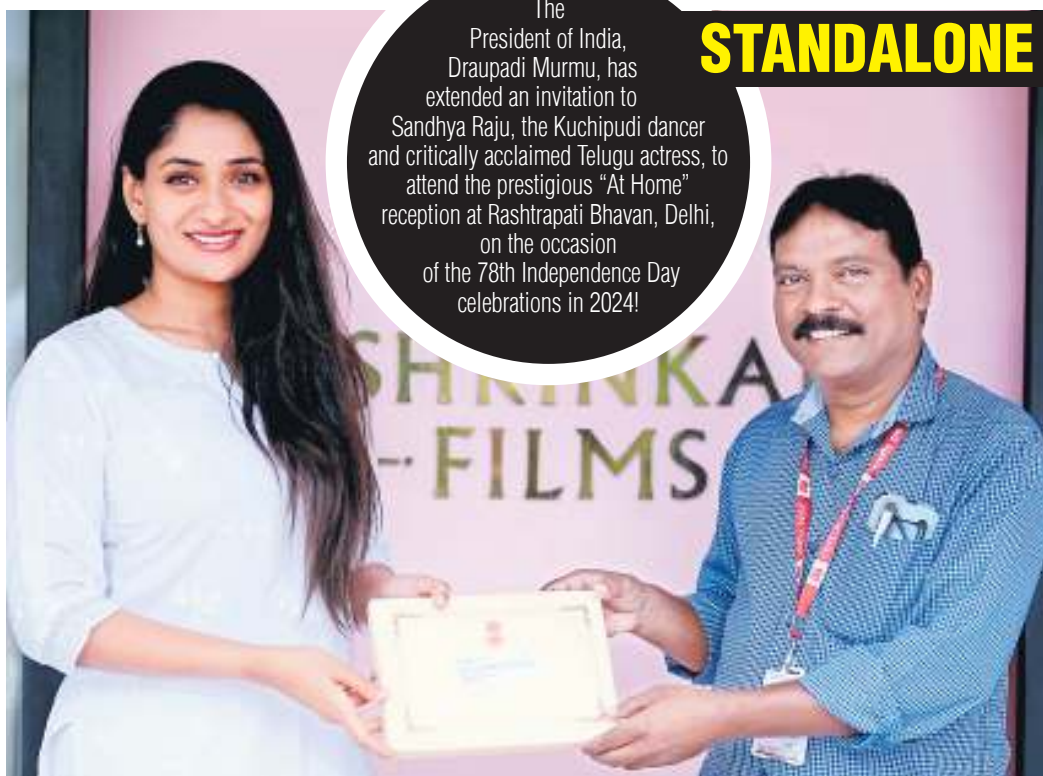 The
President of India,
Draupadi Murmu, has
extended an invitation to
Sandhya Raju, the Kuchipudi dancer
and critically acclaimed Telugu actress, to
attend the prestigious “At Home”
reception at Rashtrapati Bhavan, Delhi,
on the occasion
of the 78th Independence Day
celebrations in 2024!
STANDALONE
SHRINKA
FILMS